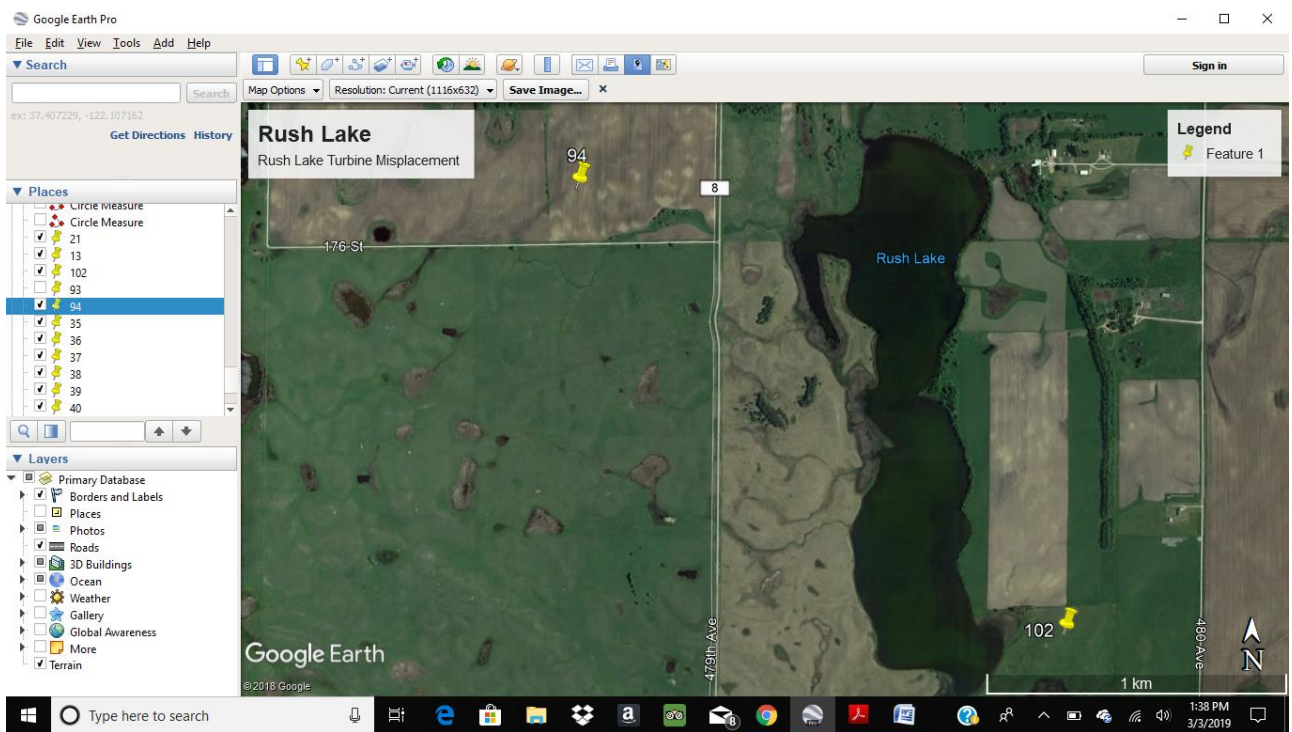 Google Earth Pro
File Edit View Tools Add Help
Search
Search
ex: 37.407229, -122.107162
Get Directions History
Places
Circle Measure
Circle Measure
21
13
102
93
94
35
36
37
38
39
40
Layers
Primary Database
Borders and Labels
Places
Photos
Roads
3D Buildings
Ocean
Weather
Gallery
Global Awareness
More
Terrain
Sign in
Map Options Resolution: Current (1116x632) Save Image...
Rush Lake
Rush Lake Turbine Misplacement
Legend
Feature 1
94
8
176 St
Rush Lake
102
479th Ave
480 Ave
N
1 km
Google Earth
©2018 Google
Type here to search
a
8
1:38 PM
3/3/2019